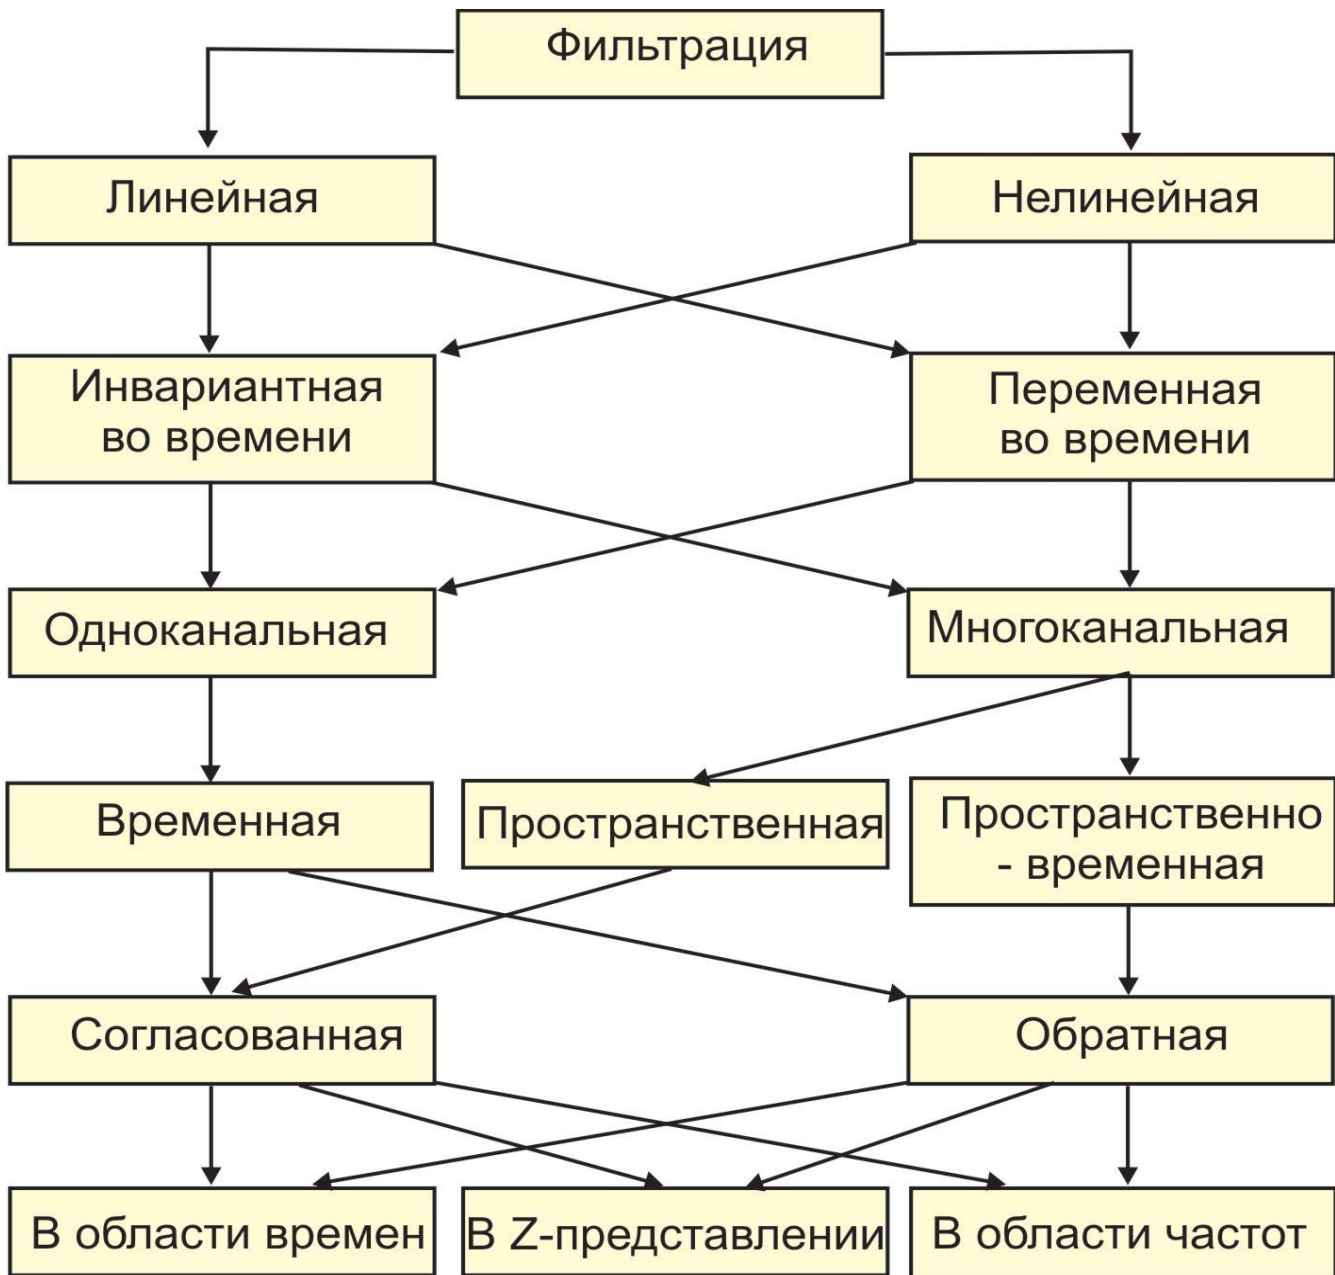 Фильтрация
Линейная
Нелинейная
Инвариантная
во времени
Переменная
во времени
Одноканальная
Многоканальная
Временная
Пространственная
Пространственно
- временная
Согласованная
Обратная
В области времен
В Z-представлении
В области частот